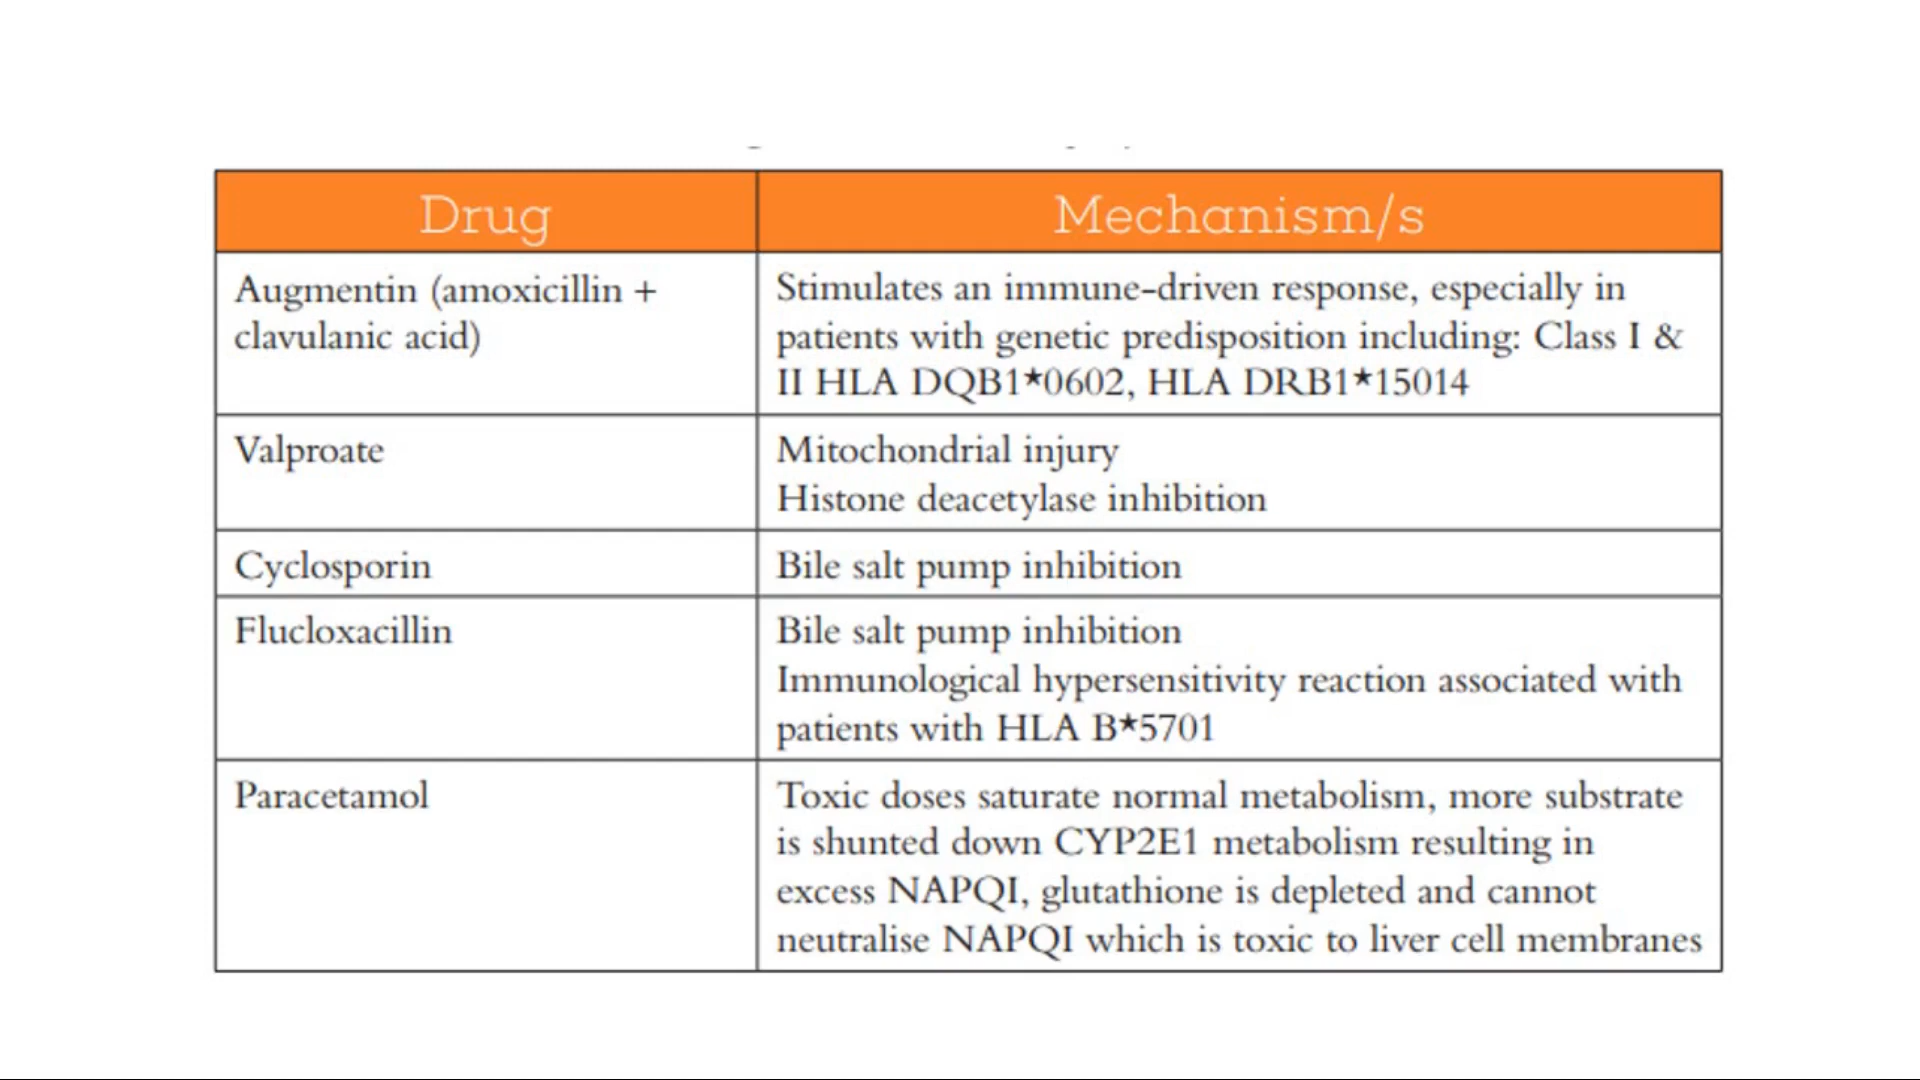 Drug
Mechanism/s
Augmentin (amoxicillin +
clavulanic acid)
Stimulates an immune-driven response, especially in
patients with genetic predisposition including: Class I &
II HLA DQB1★0602, HLA DRB1★15014
Valproate
Mitochondrial injury
Histone deacetylase inhibition
Cyclosporin
Bile salt pump inhibition
Flucloxacillin
Bile salt pump inhibition
Immunological hypersensitivity reaction associated with
patients with HLA B★5701
Paracetamol
Toxic doses saturate normal metabolism, more substrate
is shunted down CYP2E1 metabolism resulting in
excess NAPQI, glutathione is depleted and cannot
neutralise NAPQI which is toxic to liver cell membranes